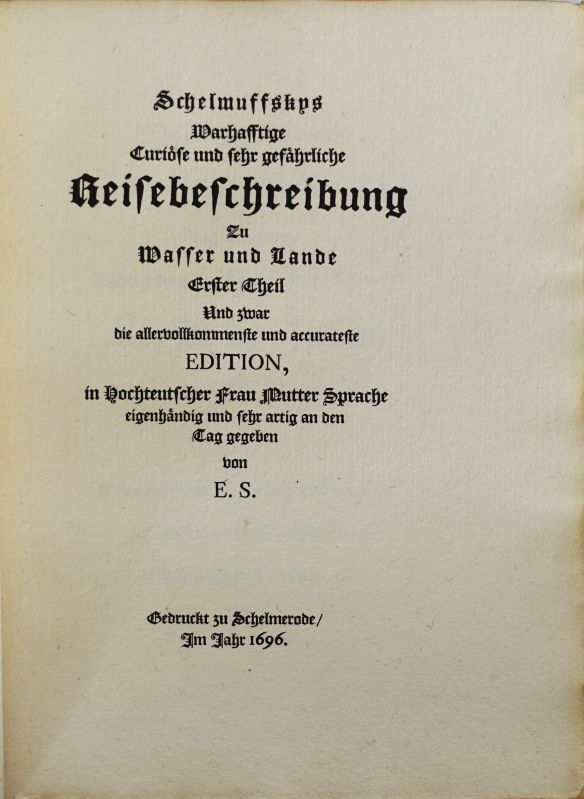 Schelmuffskys
Warhafftige
Curiöſe und ſehr gefährliche
Reiſebeſchreibung
Zu
Waſſer und Lande
Erſter Theil
Und zwar
die allervollkommenſte und accurateſte
EDITION,
in Hochteutſcher Frau Mutter Sprache
eigenhändig und ſehr artig an den
Tag gegeben
von
E. S.
Gedruckt zu Schelmerode/
Im Jahr 1696.